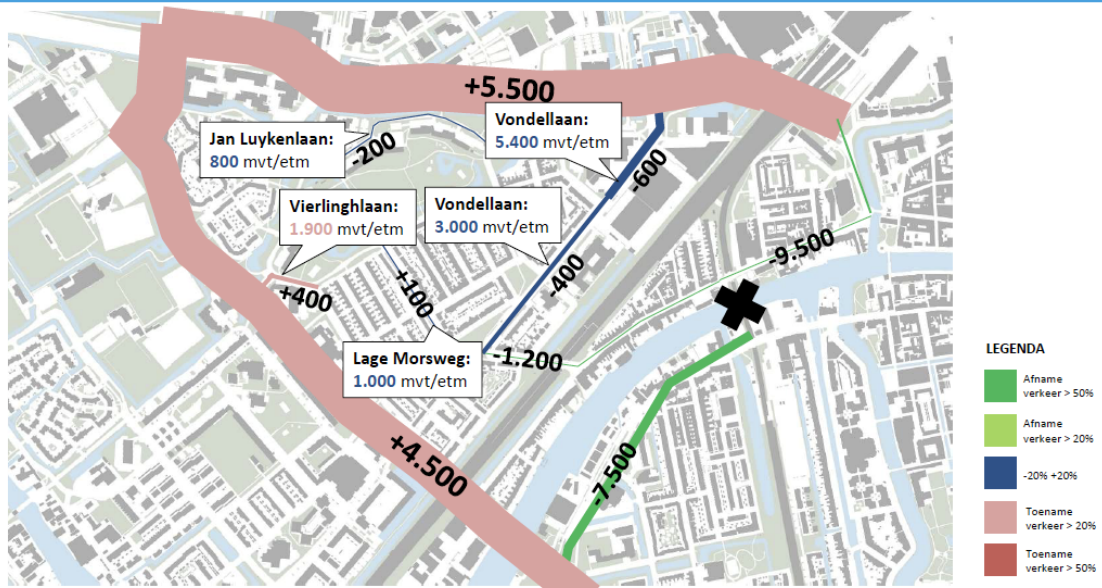 +5.500
Jan Luykenlaan:
800 mvt/etm
-200
Vondellaan:
5.400 mvt/etm
-600
Vierlinghlaan:
1.900 mvt/etm
+400
Vondellaan:
3.000 mvt/etm
-400
+100
-9.500
Lage Morsweg:
1.000 mvt/etm
-1.200
+4.500
-7.500
LEGENDA
Afname
verkeer > 50%
Afname
verkeer > 20%
-20% +20%
Toename
verkeer > 20%
Toename
verkeer > 50%